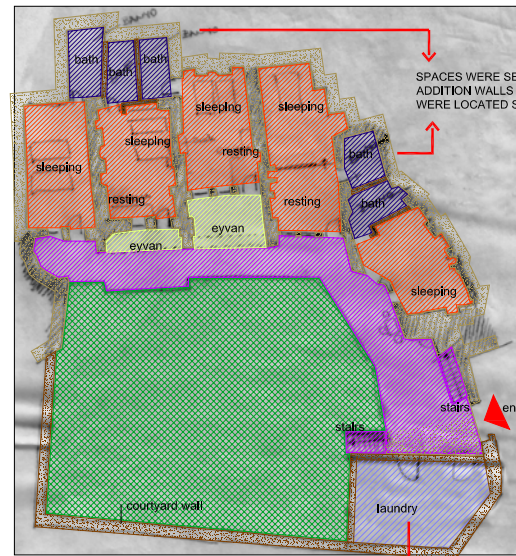 bath
bath
bath
SPACES WERE SE
ADDITION WALLS
WERE LOCATED S
sleeping
sleeping
sleeping
sleeping
resting
bath
resting
resting
bath
eyvan
eyvan
sleeping
stairs
stairs
en
courtyard wall
laundry